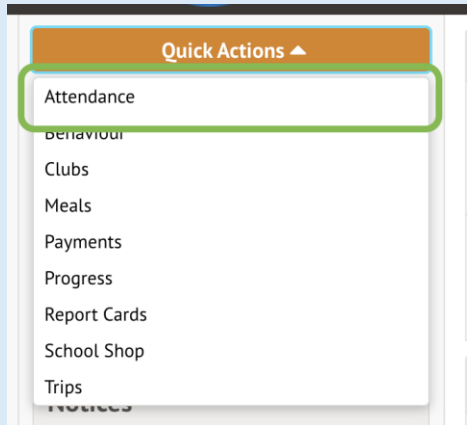 Quick Actions
Attendance
Behaviour
Clubs
Meals
Payments
Progress
Report Cards
School Shop
Trips
Notices